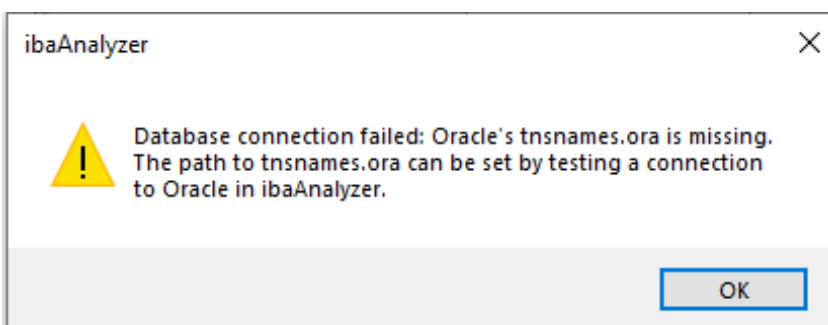 ibaAnalyzer
Database connection failed: Oracle's tnsnames.ora is missing.
The path to tnsnames.ora can be set by testing a connection
to Oracle in ibaAnalyzer.
OK